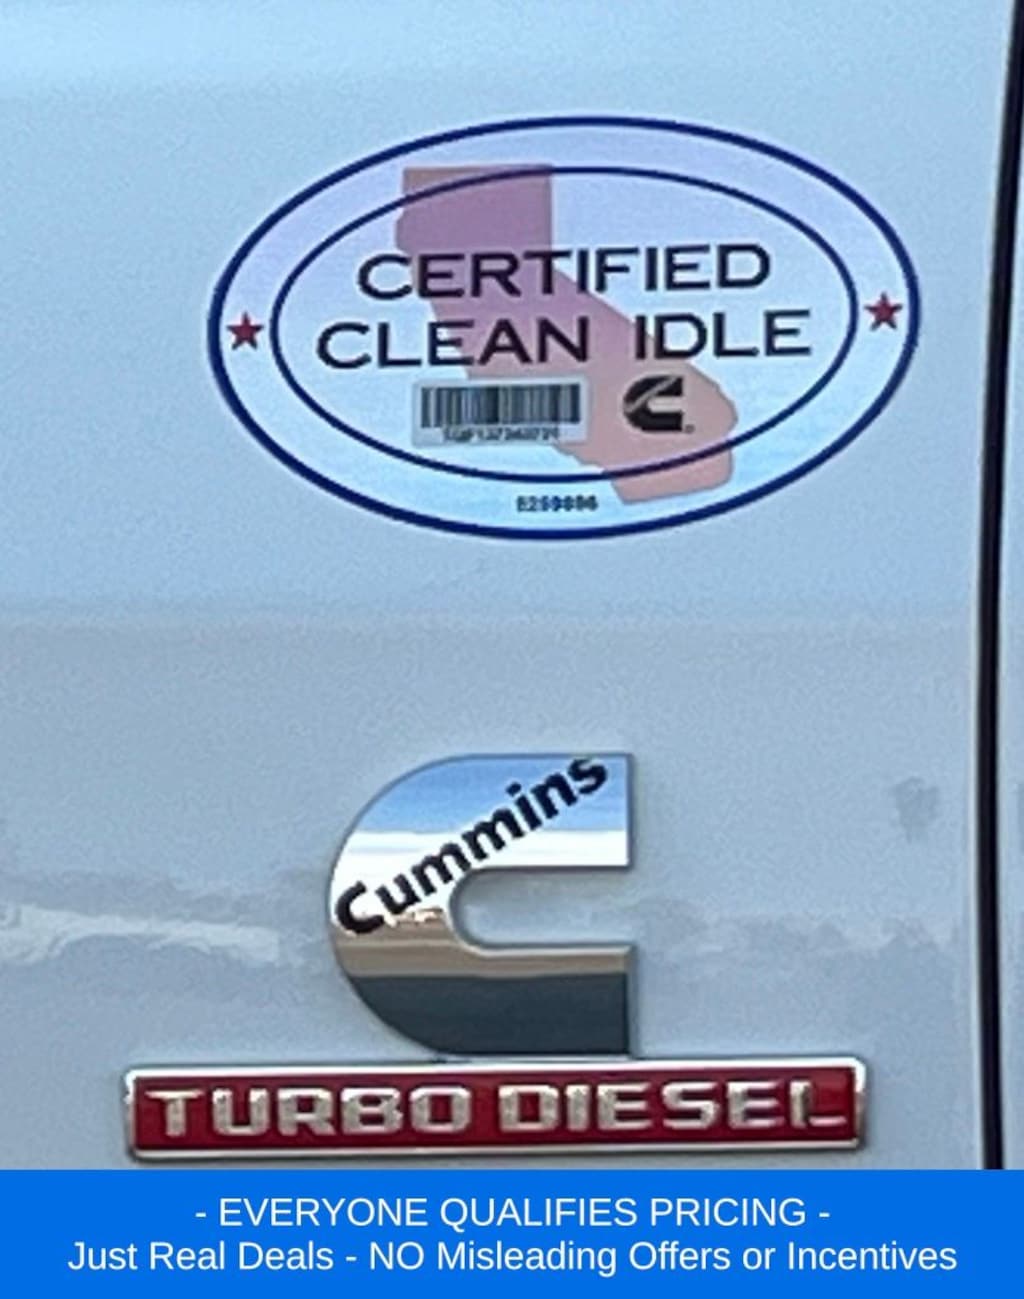 CERTIFIED
CLEAN IDLE
Cummins
TURBO DIESEL
- EVERYONE QUALIFIES PRICING -
Just Real Deals - NO Misleading Offers or Incentives